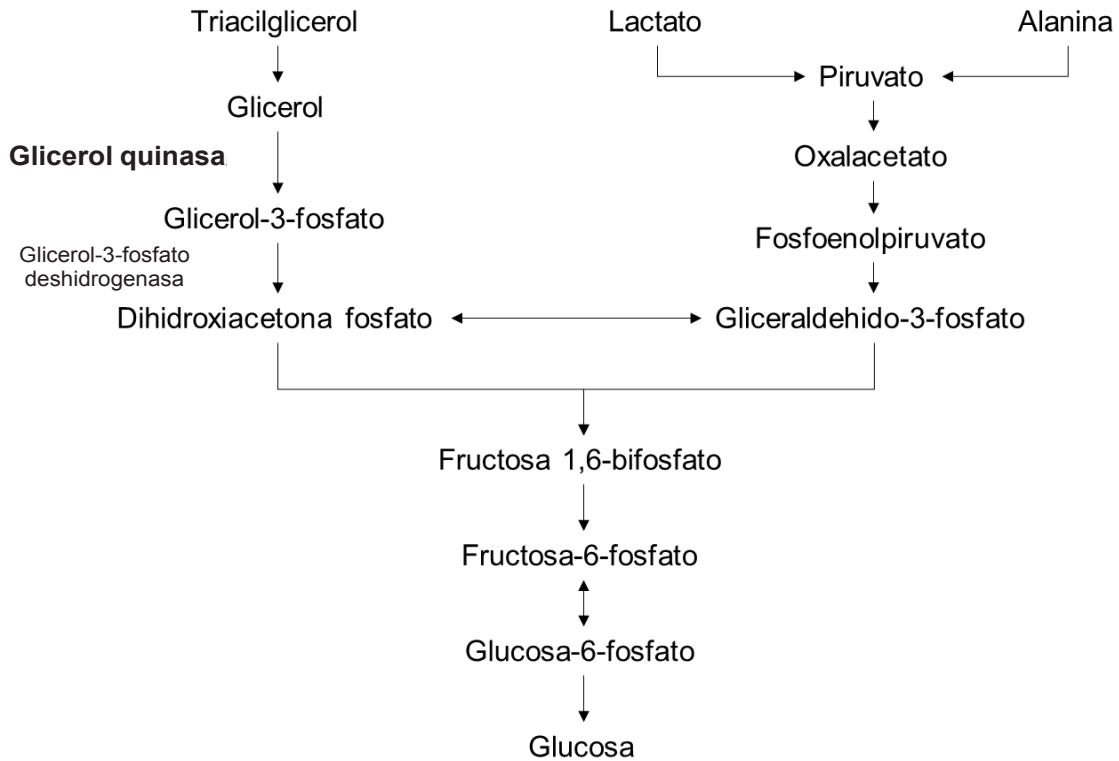 Triacilglicerol
Lactato
Alanina
Piruvato
Glicerol
Glicerol quinasa
Oxalacetato
Glicerol-3-fosfato
Fosfoenolpiruvato
Glicerol-3-fosfato
deshidrogenasa
Dihidroxiacetona fosfato
Gliceraldehido-3-fosfato
Fructosa 1,6-bifosfato
Fructosa-6-fosfato
Glucosa-6-fosfato
Glucosa